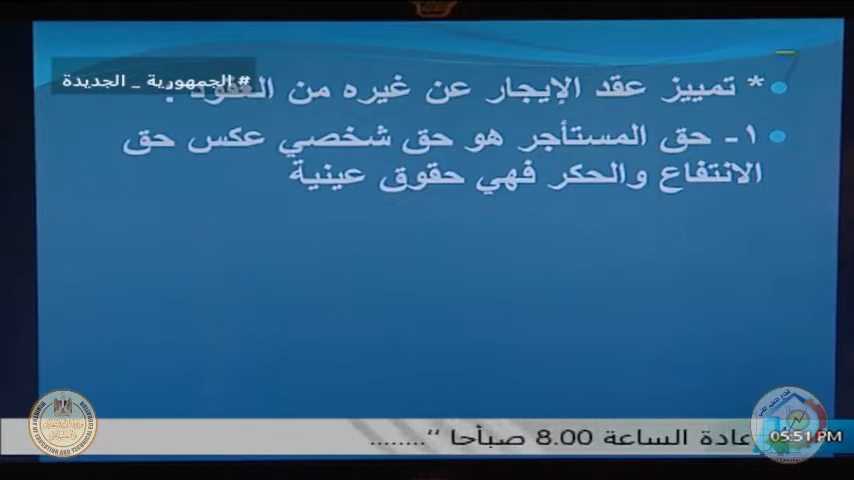 # الجمهورية _ الجديدة
* تمييز عقد الإيجار عن غيره من العقود :
١- حق المستأجر هو حق شخصي عكس حق
الانتفاع والحكر فهي حقوق عينية
عادة الساعة 8.00 صباحا ‘‘........
05:51 PM